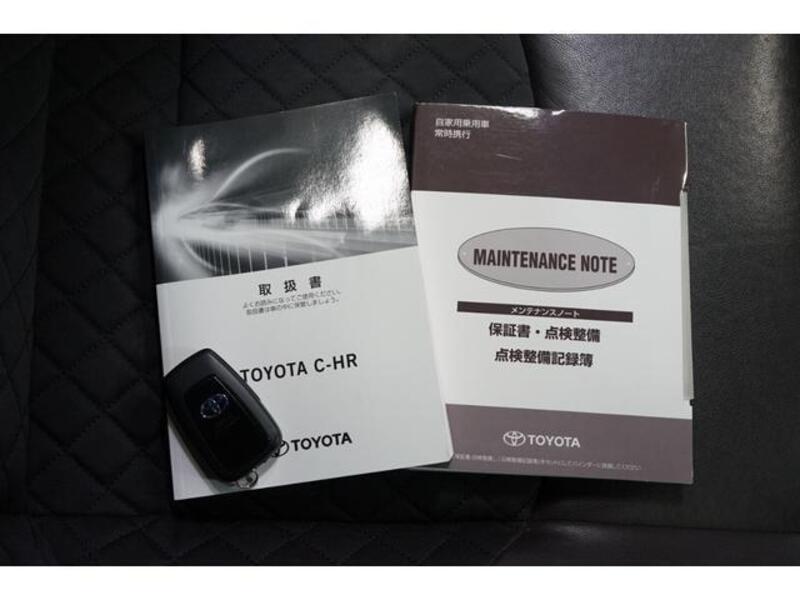 取扱書
よくお読みになってご使用ください。
取扱書は車の中に保管しましょう。
TOYOTA C-HR
TOYOTA
自家用乗用車
常時携行
MAINTENANCE NOTE
メンテナンスノート
保証書・点検整備
点検整備記録簿
TOYOTA